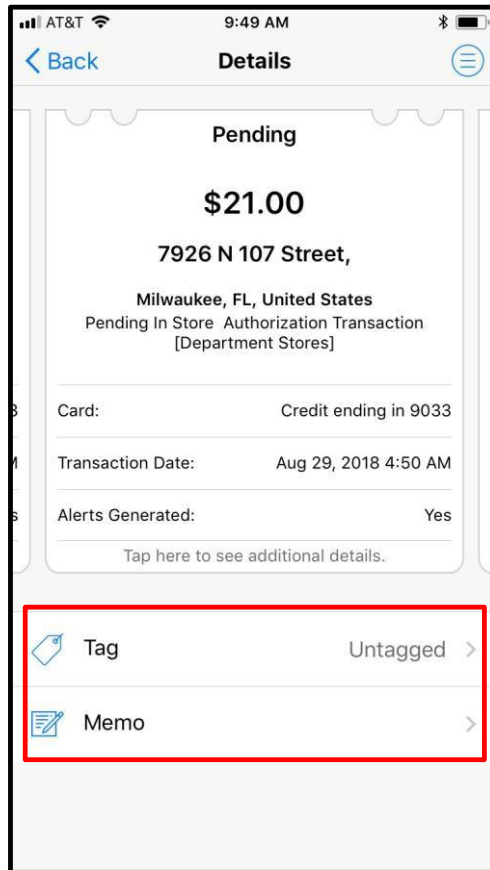 AT&T 9:49 AM
Back Details
Pending
$21.00
7926 N 107 Street,
Milwaukee, FL, United States
Pending In Store Authorization Transaction
[Department Stores]
Card: Credit ending in 9033
Transaction Date: Aug 29, 2018 4:50 AM
Alerts Generated: Yes
Tap here to see additional details.
Tag Untagged
Memo